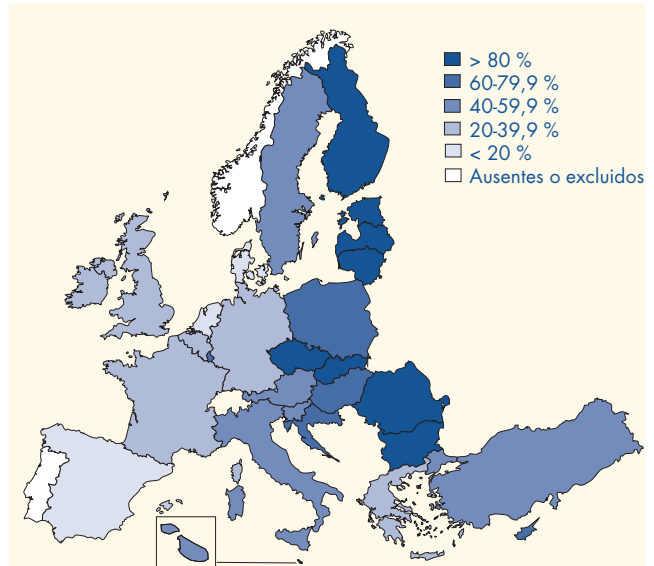 > 80 %
60-79,9 %
40-59,9 %
20-39,9 %
< 20 %
Ausentes o excluidos